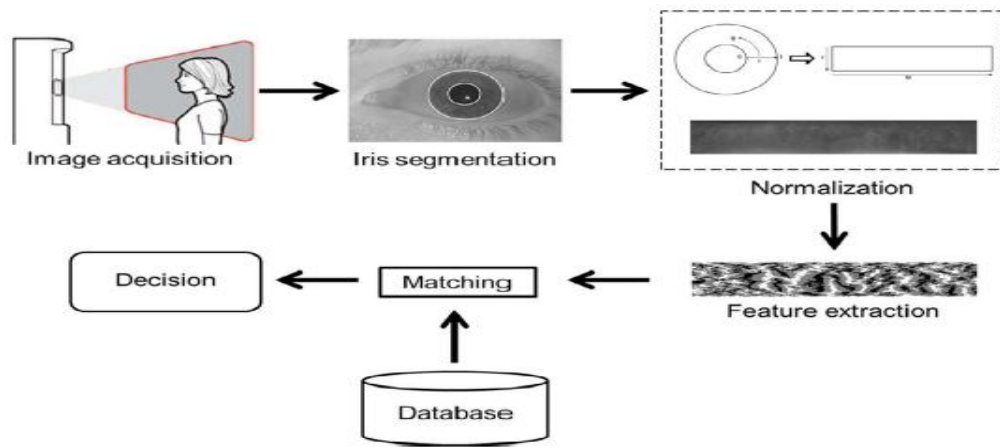 Image acquisition
Iris segmentation
Normalization
Feature extraction
Matching
Decision
Database